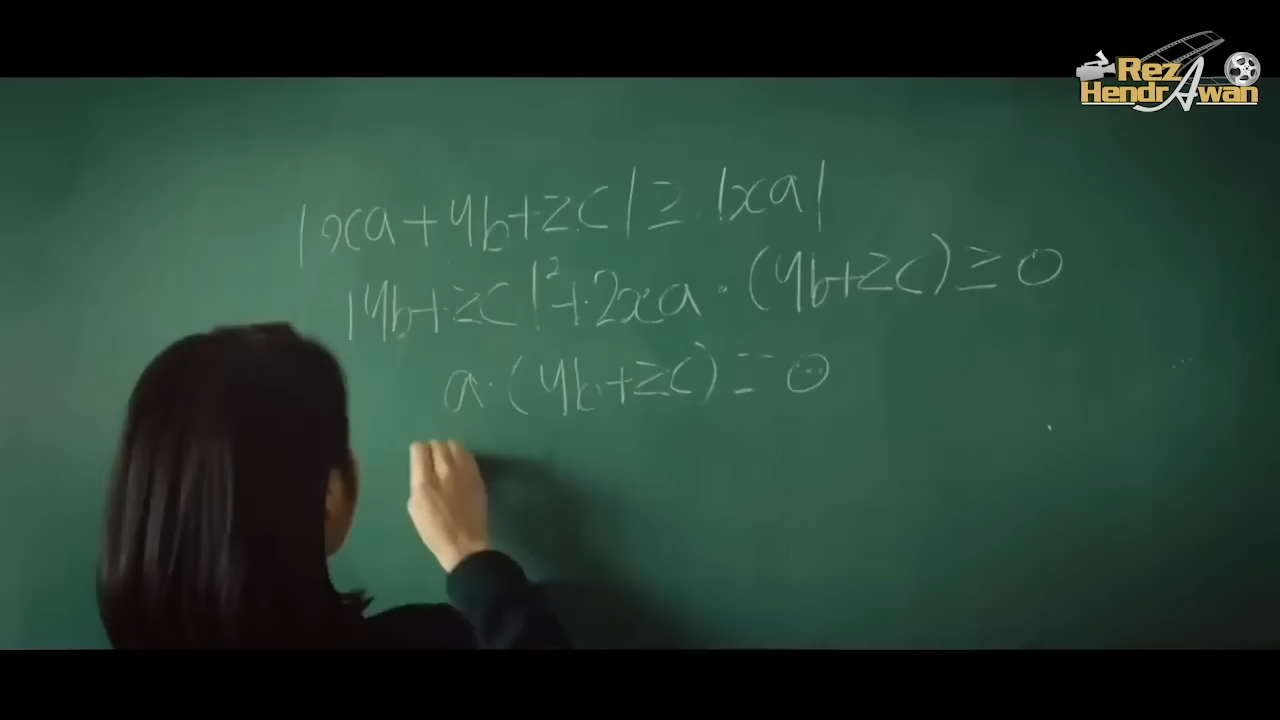 Rez
HendrAwan
|xa+yb+zc| ≥ |xa|
|yb+zc|²+2xa·(yb+zc) ≥ 0
a·(yb+zc)=0